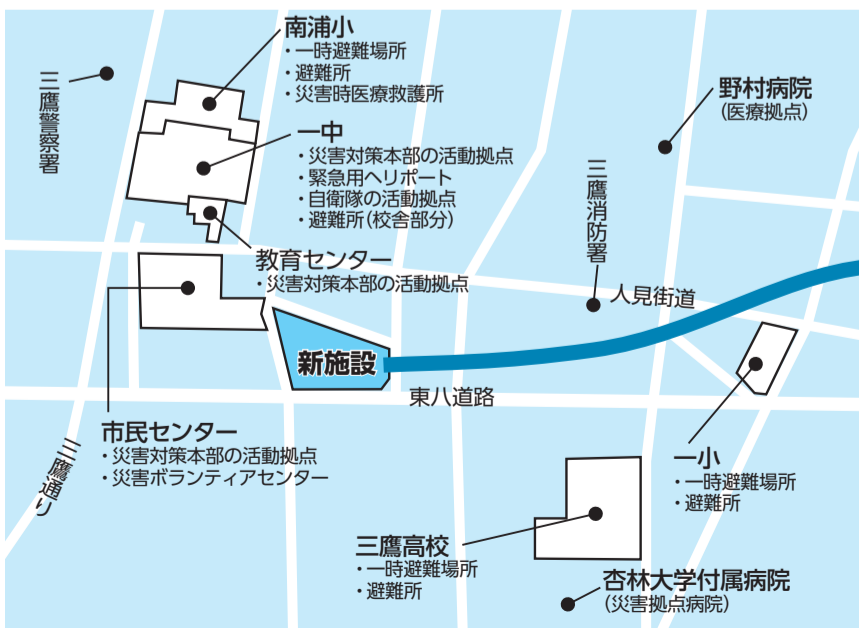 南浦小
・一時避難場所
・避難所
・災害時医療救護所
三鷹警察署
一中
・災害対策本部の活動拠点
・緊急用ヘリポート
・自衛隊の活動拠点
・避難所(校舎部分)
野村病院
(医療拠点)
三鷹消防署
教育センター
・災害対策本部の活動拠点
人見街道
新施設
東八道路
市民センター
・災害対策本部の活動拠点
・災害ボランティアセンター
三鷹通り
一小
・一時避難場所
・避難所
三鷹高校
・一時避難場所
・避難所
杏林大学付属病院
(災害拠点病院)